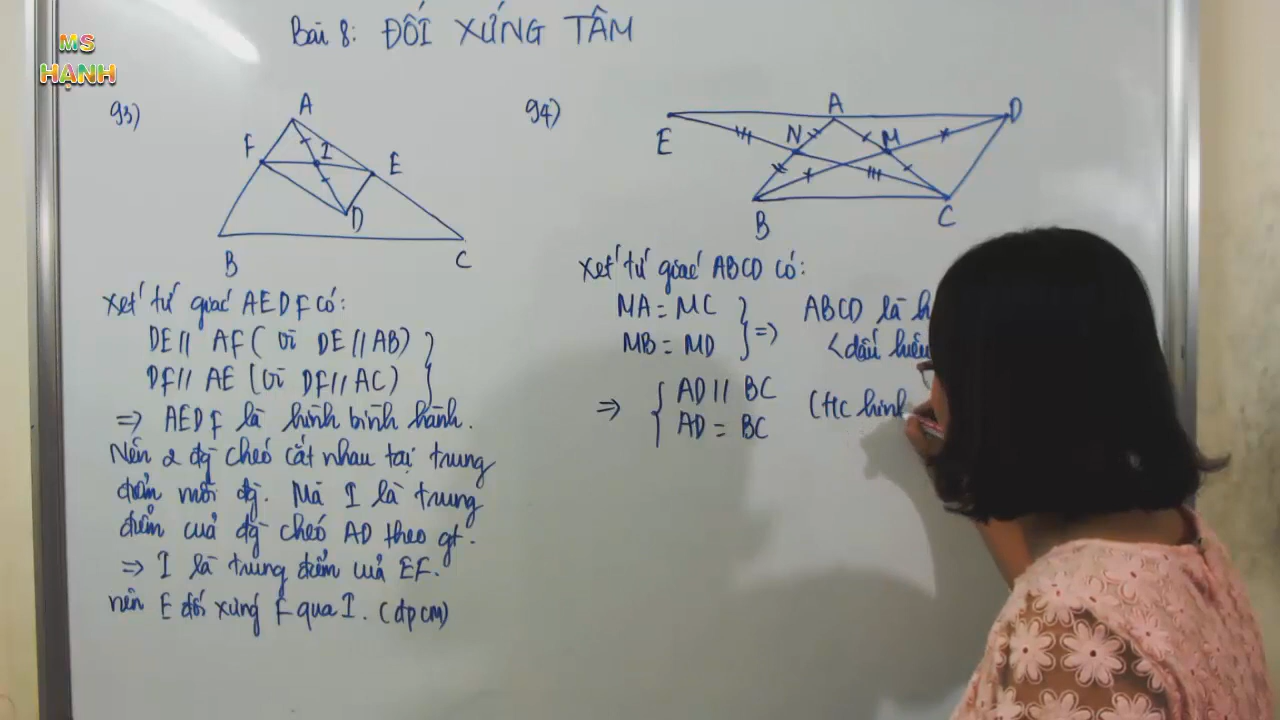 MS
HẠNH
Bài 8: ĐỐI XỨNG TÂM
93)
A
F
I
E
D
B
C
Xét tứ giác AEDF có:
DE // AF ( vì DE // AB)
DF // AE (vì DF // AC)
=> AEDF là hình bình hành.
Nên 2 đg chéo cắt nhau tại trung
điểm mỗi đg. Mà I là trung
điểm của đg chéo AD theo gt.
=> I là trung điểm của EF.
nên E đối xứng F qua I. (đpcm)
94)
A
D
E
N
M
B
C
Xét tứ giác ABCD có:
MA = MC
MB = MD
=> ABCD là h
<dấu hiệu
=> { AD // BC
AD = BC
(t/c hình